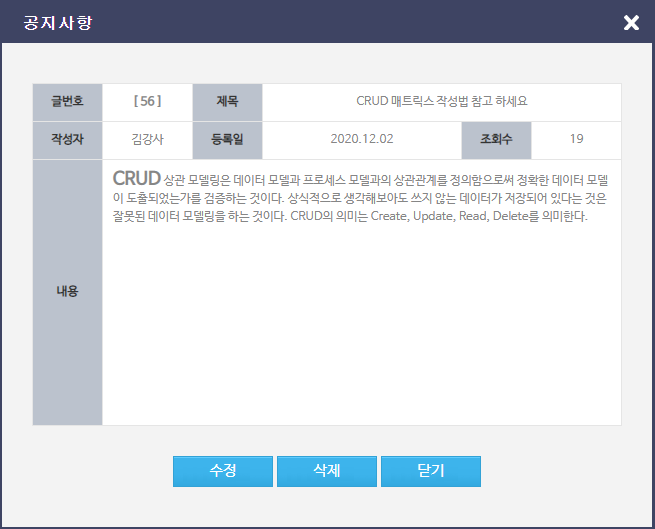 공지사항
글번호 [ 56 ] 제목 CRUD 매트릭스 작성법 참고 하세요
작성자 김강사 등록일 2020.12.02 조회수 19
내용
CRUD 상관 모델링은 데이터 모델과 프로세스 모델과의 상관관계를 정의함으로써 정확한 데이터 모델
이 도출되었는가를 검증하는 것이다. 상식적으로 생각해보아도 쓰지 않는 데이터가 저장되어 있다는 것은
잘못된 데이터 모델링을 하는 것이다. CRUD의 의미는 Create, Update, Read, Delete를 의미한다.
수정 삭제 닫기